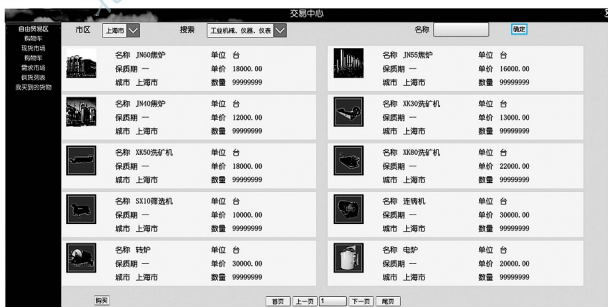 交易中心
自由贸易区
购物车
现货市场
购物车
需求市场
供货列表
我买到的货物
市区 上海市 搜索 工业机械、仪器、仪表 名称 确定
名称 JN60焦炉 单位 台
保质期 一 单价 18000.00
城市 上海市 数量 99999999
名称 JN55焦炉 单位 台
保质期 一 单价 16000.00
城市 上海市 数量 99999999
名称 JN40焦炉 单位 台
保质期 一 单价 12000.00
城市 上海市 数量 99999999
名称 XK30洗矿机 单位 台
保质期 一 单价 13000.00
城市 上海市 数量 99999999
名称 XK50洗矿机 单位 台
保质期 一 单价 18000.00
城市 上海市 数量 99999999
名称 XK80洗矿机 单位 台
保质期 一 单价 22000.00
城市 上海市 数量 99999999
名称 SX10筛选机 单位 台
保质期 一 单价 10000.00
城市 上海市 数量 99999999
名称 连铸机 单位 台
保质期 一 单价 30000.00
城市 上海市 数量 99999999
名称 转炉 单位 台
保质期 一 单价 30000.00
城市 上海市 数量 99999999
名称 电炉 单位 台
保质期 一 单价 20000.00
城市 上海市 数量 99999999
购买 首页 上一页 1 下一页 尾页